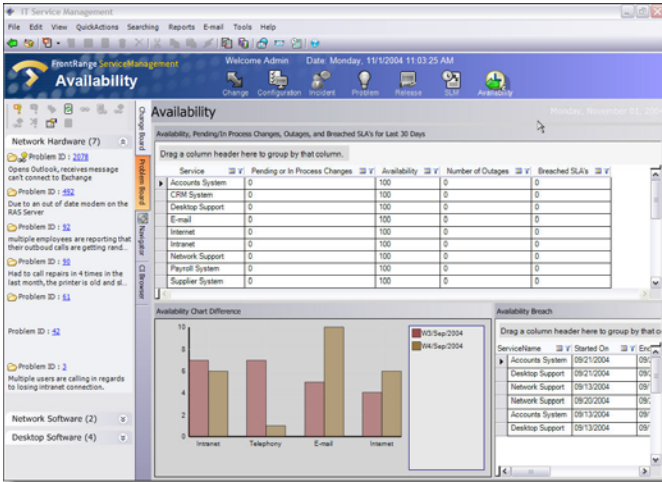 IT Service Management
File Edit View QuickActions Searching Reports E-mail Tools Help
FrontRange ServiceManagement
Availability
Welcome Admin Date: Monday, 11/1/2004 11:03:25 AM
Change Configuration Incident Problem Release SLM Availability
Network Hardware (7)
Problem ID : 2078
Opens Outlook, receives message
can't connect to Exchange
Problem ID : 492
Due to an out of date modem on the
RAS Server
Problem ID : 92
multiple employees are reporting that
their outboud calls are getting rand...
Problem ID : 90
Had to call repairs in 4 times in the
last month, the printer is old and sl...
Problem ID : 61
Problem ID : 42
Problem ID : 3
Multiple users are calling in regards
to losing intranet connection.
Network Software (2)
Desktop Software (4)
Change Board
Problem Board
Navigator
CI Browser
Availability
Monday, November 01, 200
Availability, Pending/In Process Changes, Outages, and Breached SLA's for Last 30 Days
Drag a column header here to group by that column.
Service Pending or In Process Changes Availability Number of Outages Breached SLA's
Accounts System 0 100 0 0
CRM System 0 100 0 0
Desktop Support 0 100 0 0
E-mail 0 100 0 0
Internet 0 100 0 0
Intranet 0 100 0 0
Network Support 0 100 0 0
Payroll System 0 100 0 0
Supplier System 0 100 0 0
Availability Chart Difference
10
8
6
4
2
0
Intranet Telephony E-mail Internet
W3/Sep/2004
W4/Sep/2004
Availability Breach
Drag a column header here to group by that c
ServiceName Started On Enc
Accounts System 09/21/2004 09/
Desktop Support 09/21/2004 09/
Network Support 09/13/2004 09/
Network Support 09/20/2004 09/
Accounts System 09/13/2004 09/
Desktop Support 09/13/2004 09/